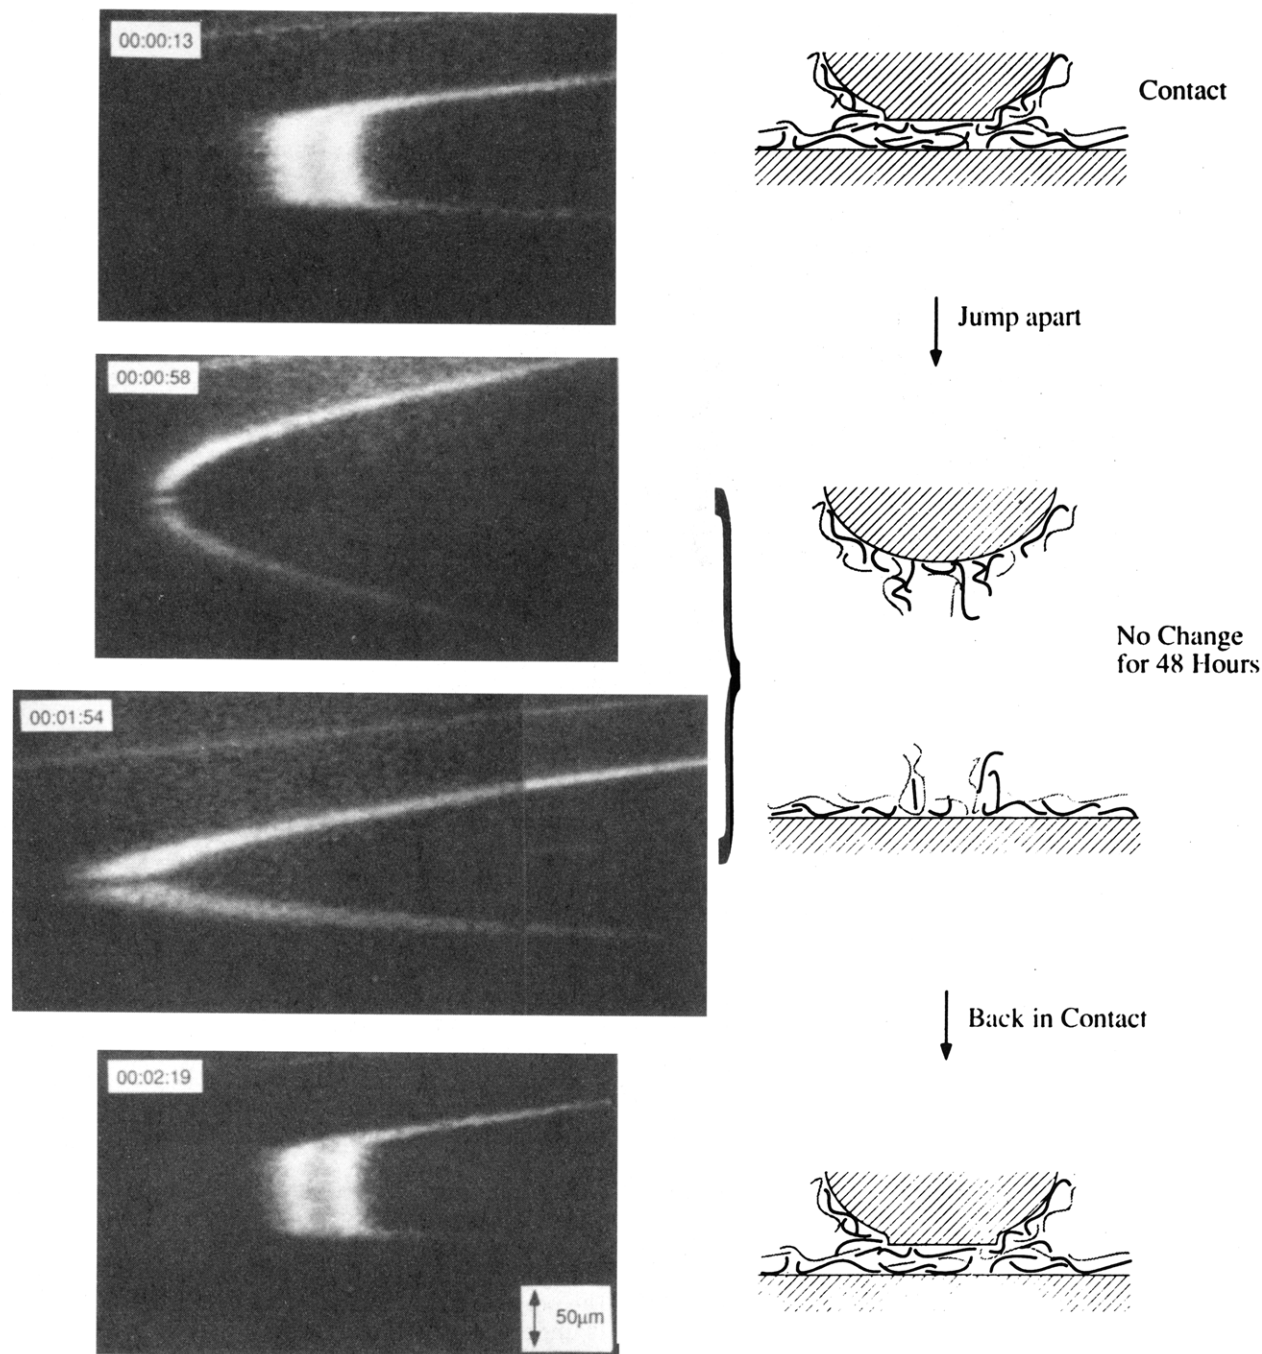 00:00:13
Contact
Jump apart
00:00:58
No Change
for 48 Hours
00:01:54
Back in Contact
00:02:19
50μm